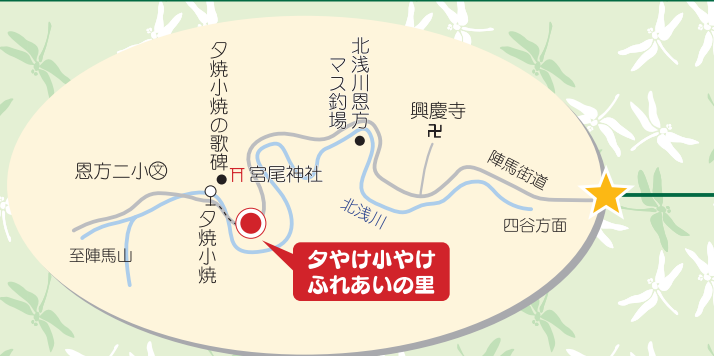 夕焼小焼の歌碑
北浅川恩方
マス釣場
興慶寺
恩方二小文
宮尾神社
陣馬街道
北浅川
四谷方面
夕焼小焼
至陣馬山
夕やけ小やけ
ふれあいの里